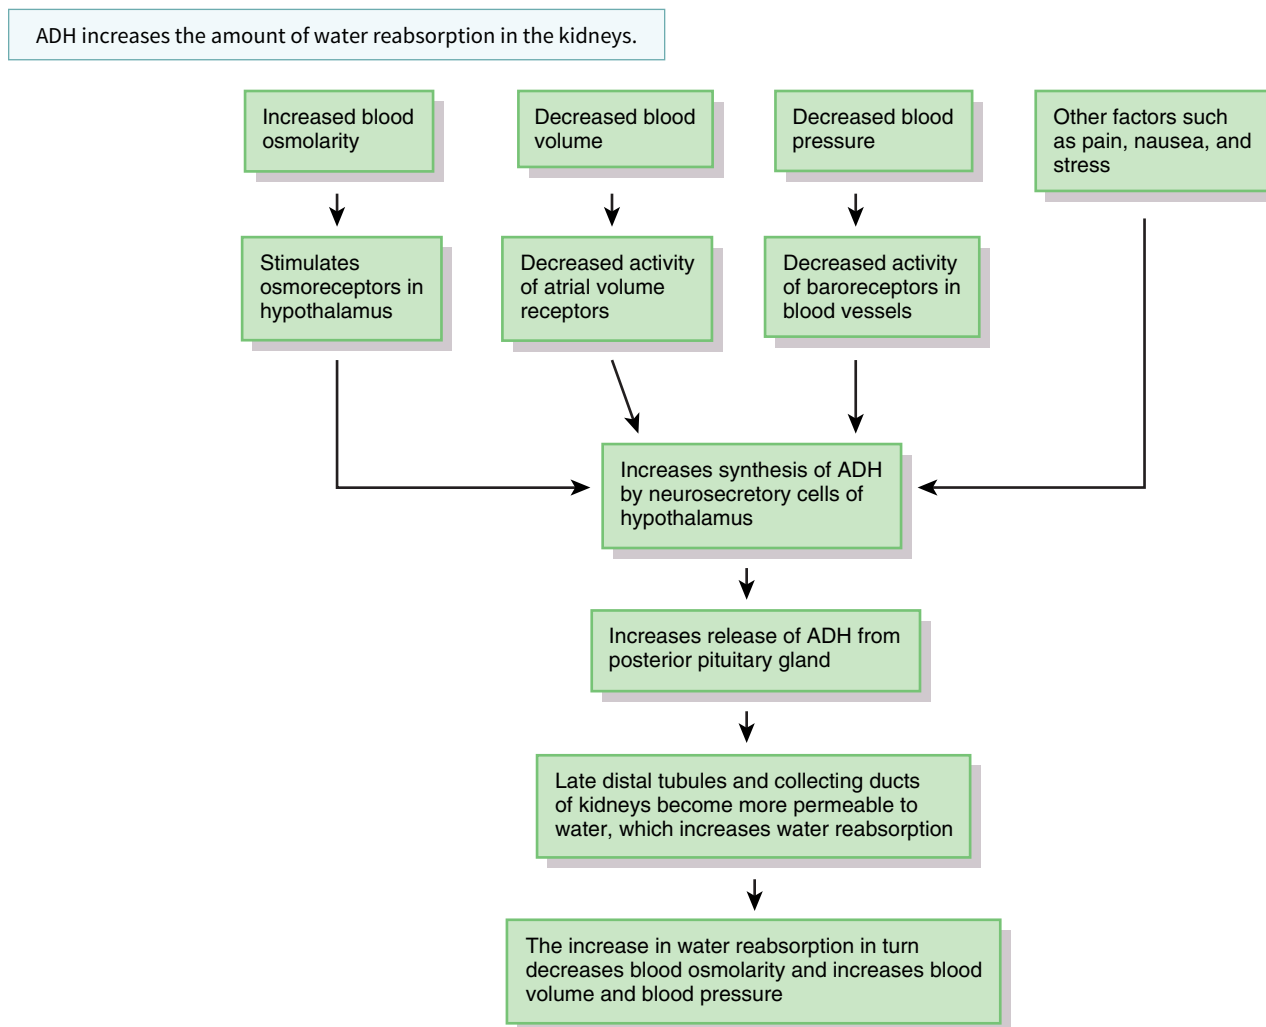 ADH increases the amount of water reabsorption in the kidneys.
Increased blood
osmolarity
Decreased blood
volume
Decreased blood
pressure
Other factors such
as pain, nausea, and
stress
Stimulates
osmoreceptors in
hypothalamus
Decreased activity
of atrial volume
receptors
Decreased activity
of baroreceptors in
blood vessels
Increases synthesis of ADH
by neurosecretory cells of
hypothalamus
Increases release of ADH from
posterior pituitary gland
Late distal tubules and collecting ducts
of kidneys become more permeable to
water, which increases water reabsorption
The increase in water reabsorption in turn
decreases blood osmolarity and increases blood
volume and blood pressure